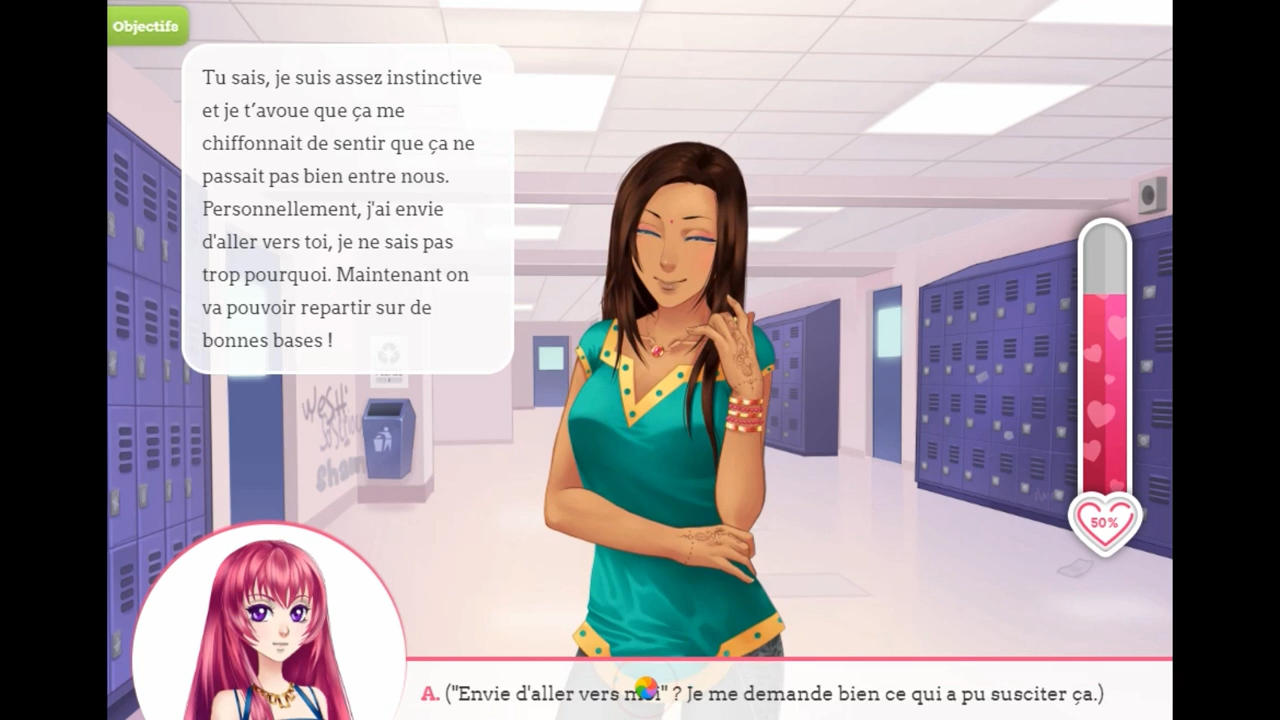 Objectifs
Tu sais, je suis assez instinctive
et je t’avoue que ça me
chiffonnait de sentir que ça ne
passait pas bien entre nous.
Personnellement, j'ai envie
d'aller vers toi, je ne sais pas
trop pourquoi. Maintenant on
va pouvoir repartir sur de
bonnes bases !
WESH
50%
A. ("Envie d'aller vers moi" ? Je me demande bien ce qui a pu susciter ça.)